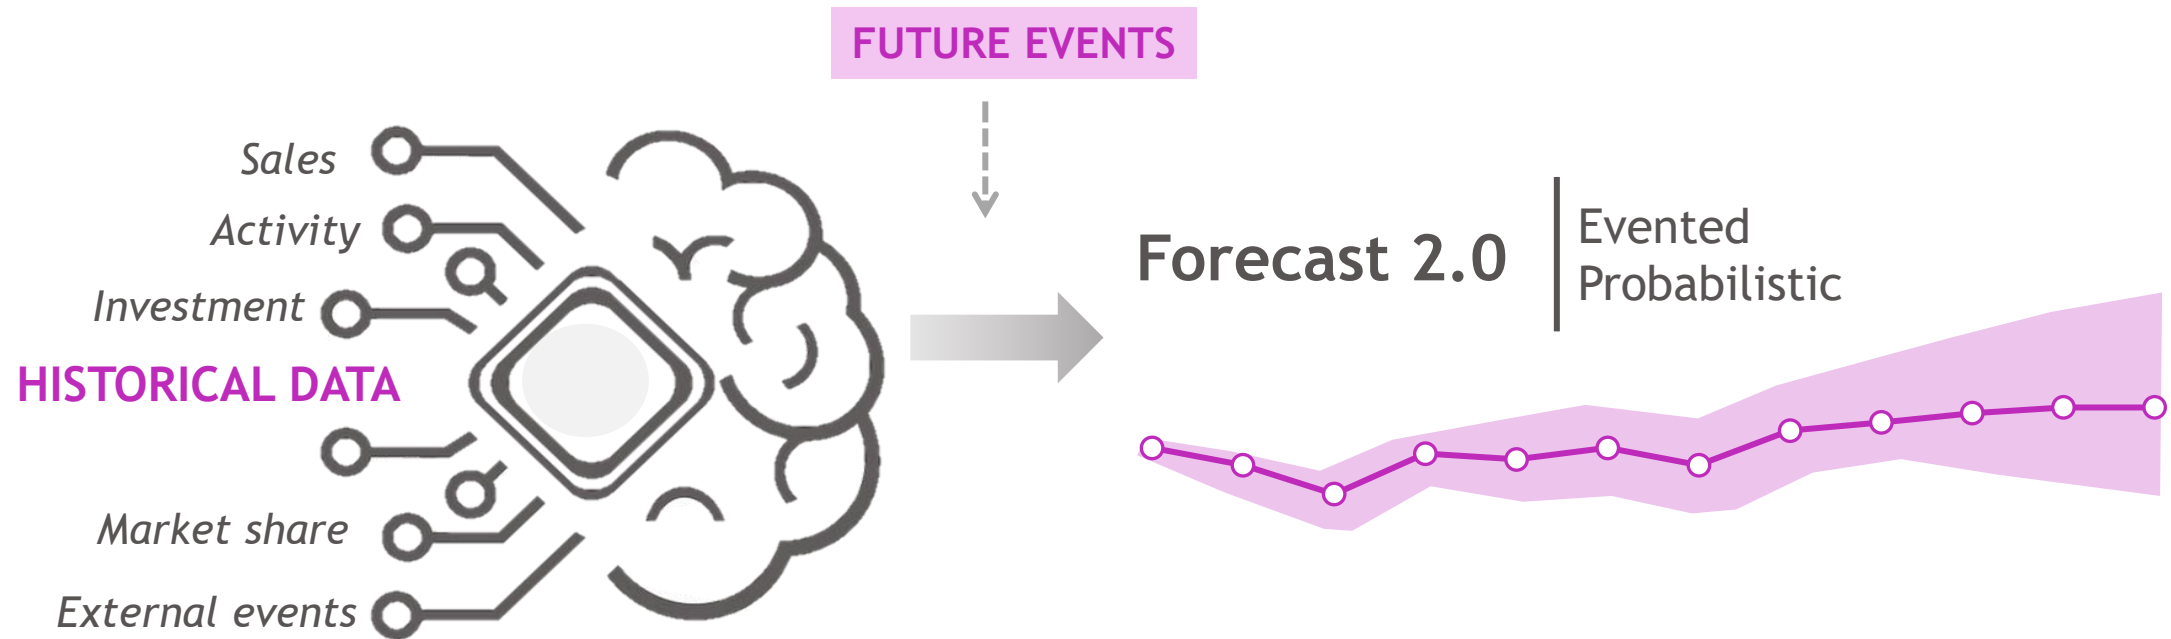 FUTURE EVENTS
Sales
Activity
Investment
HISTORICAL DATA
Market share
External events
Forecast 2.0
Evented
Probabilistic